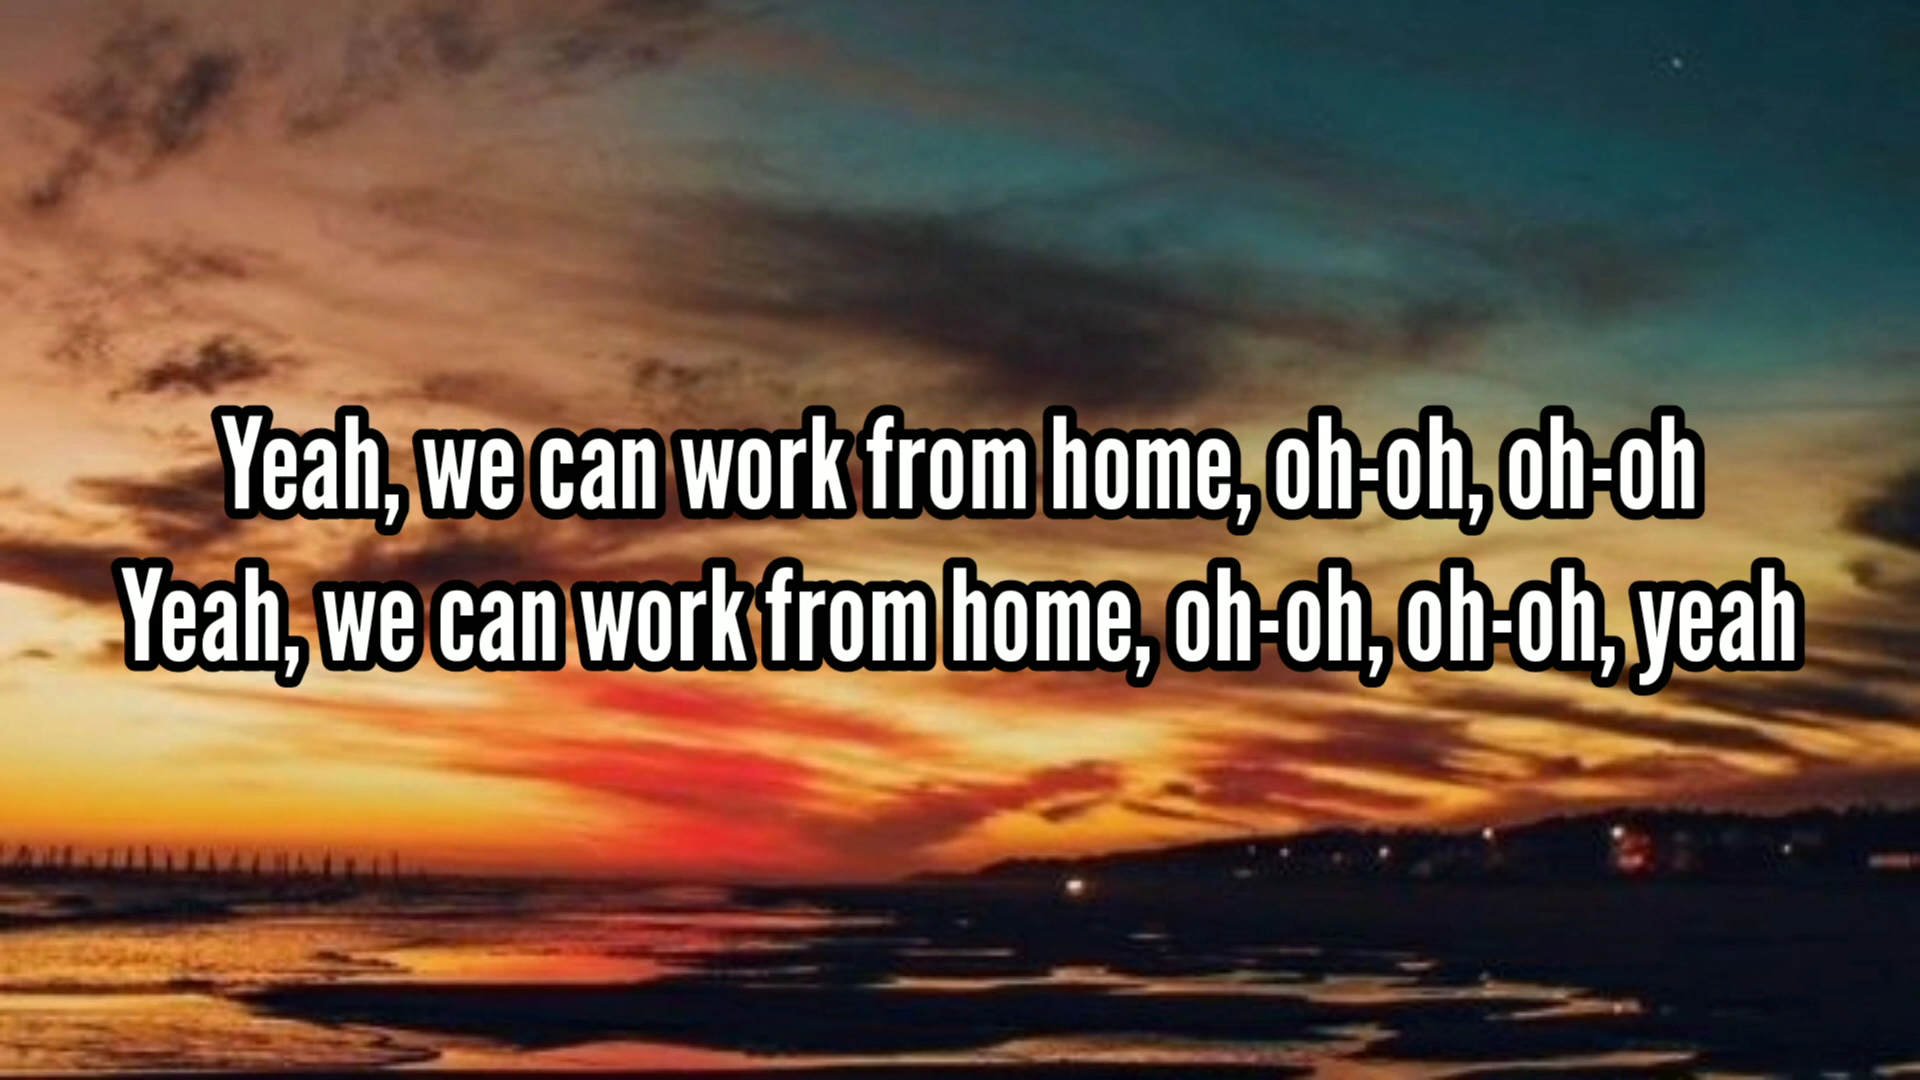 Yeah, we can work from home, oh-oh, oh-oh
Yeah, we can work from home, oh-oh, oh-oh, yeah